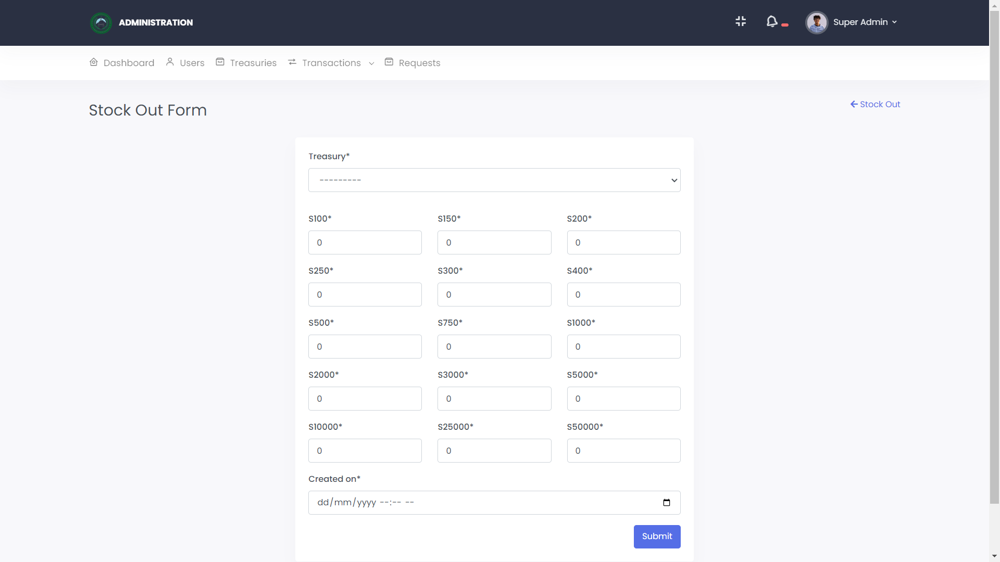 ADMINISTRATION
Super Admin
Dashboard Users Treasuries Transactions Requests
Stock Out Form
Stock Out
Treasury*
---------
S100* S150* S200*
0 0 0
S250* S300* S400*
0 0 0
S500* S750* S1000*
0 0 0
S2000* S3000* S5000*
0 0 0
S10000* S25000* S50000*
0 0 0
Created on*
dd/mm/yyyy --:-- --
Submit